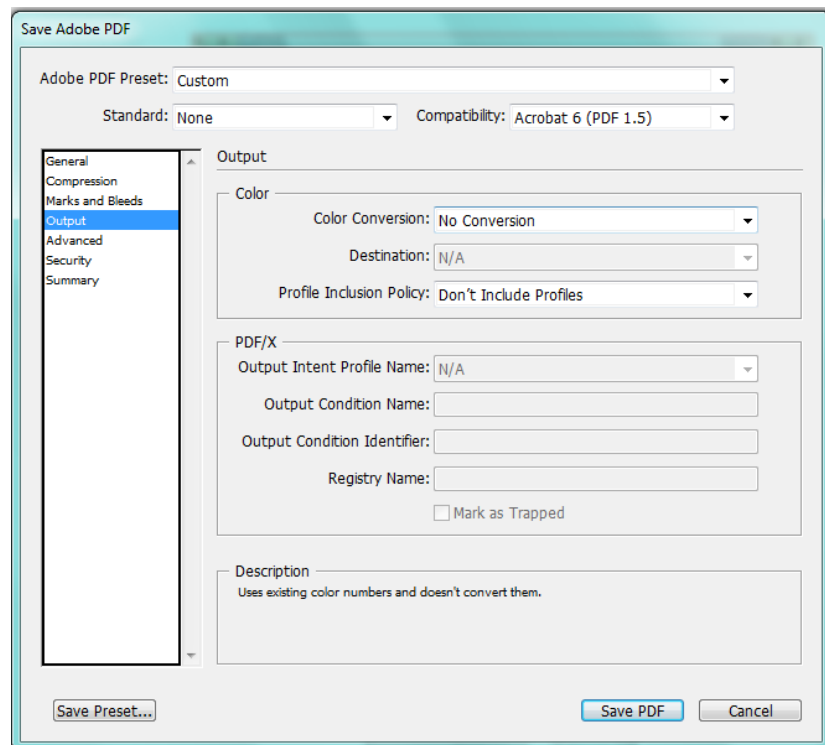 Save Adobe PDF
Adobe PDF Preset: Custom
Standard: None Compatibility: Acrobat 6 (PDF 1.5)
General
Compression
Marks and Bleeds
Output
Advanced
Security
Summary
Output
Color
Color Conversion: No Conversion
Destination: N/A
Profile Inclusion Policy: Don't Include Profiles
PDF/X
Output Intent Profile Name: N/A
Output Condition Name:
Output Condition Identifier:
Registry Name:
Mark as Trapped
Description
Uses existing color numbers and doesn't convert them.
Save Preset... Save PDF Cancel